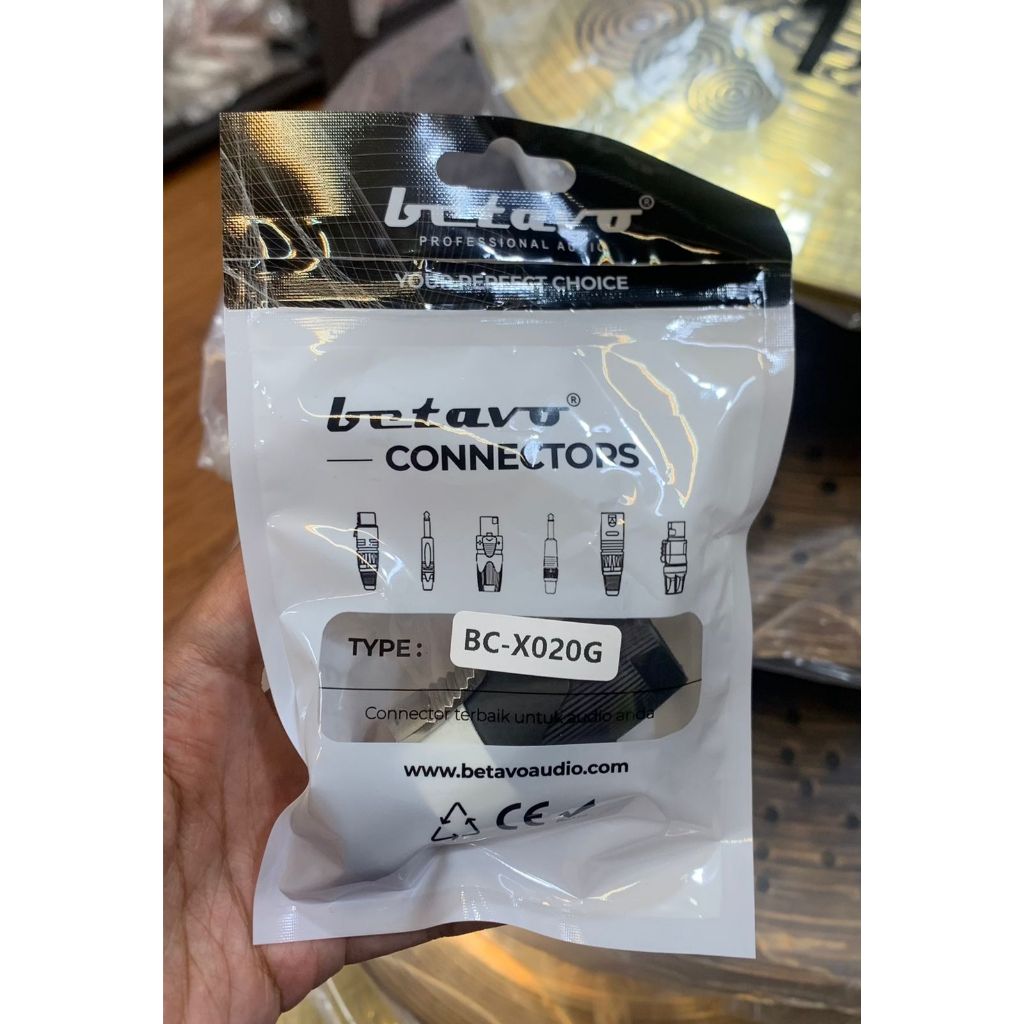 betavo®
PROFESSIONAL AUDIO
YOUR PERFECT CHOICE
betavo®
CONNECTORS
TYPE : BC-X020G
Connector terbaik untuk audio anda
www.betavoaudio.com
CE